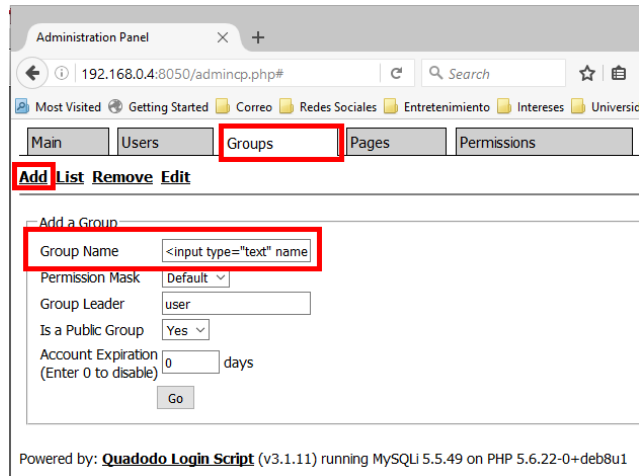 Administration Panel
192.168.0.4:8050/admincp.php#
Search
Most Visited Getting Started Correo Redes Sociales Entretenimiento Intereses Universid
Main Users Groups Pages Permissions
Add List Remove Edit
Add a Group
Group Name <input type="text" name
Permission Mask Default
Group Leader user
Is a Public Group Yes
Account Expiration
(Enter 0 to disable) 0 days
Go
Powered by: Quadodo Login Script (v3.1.11) running MySQLi 5.5.49 on PHP 5.6.22-0+deb8u1